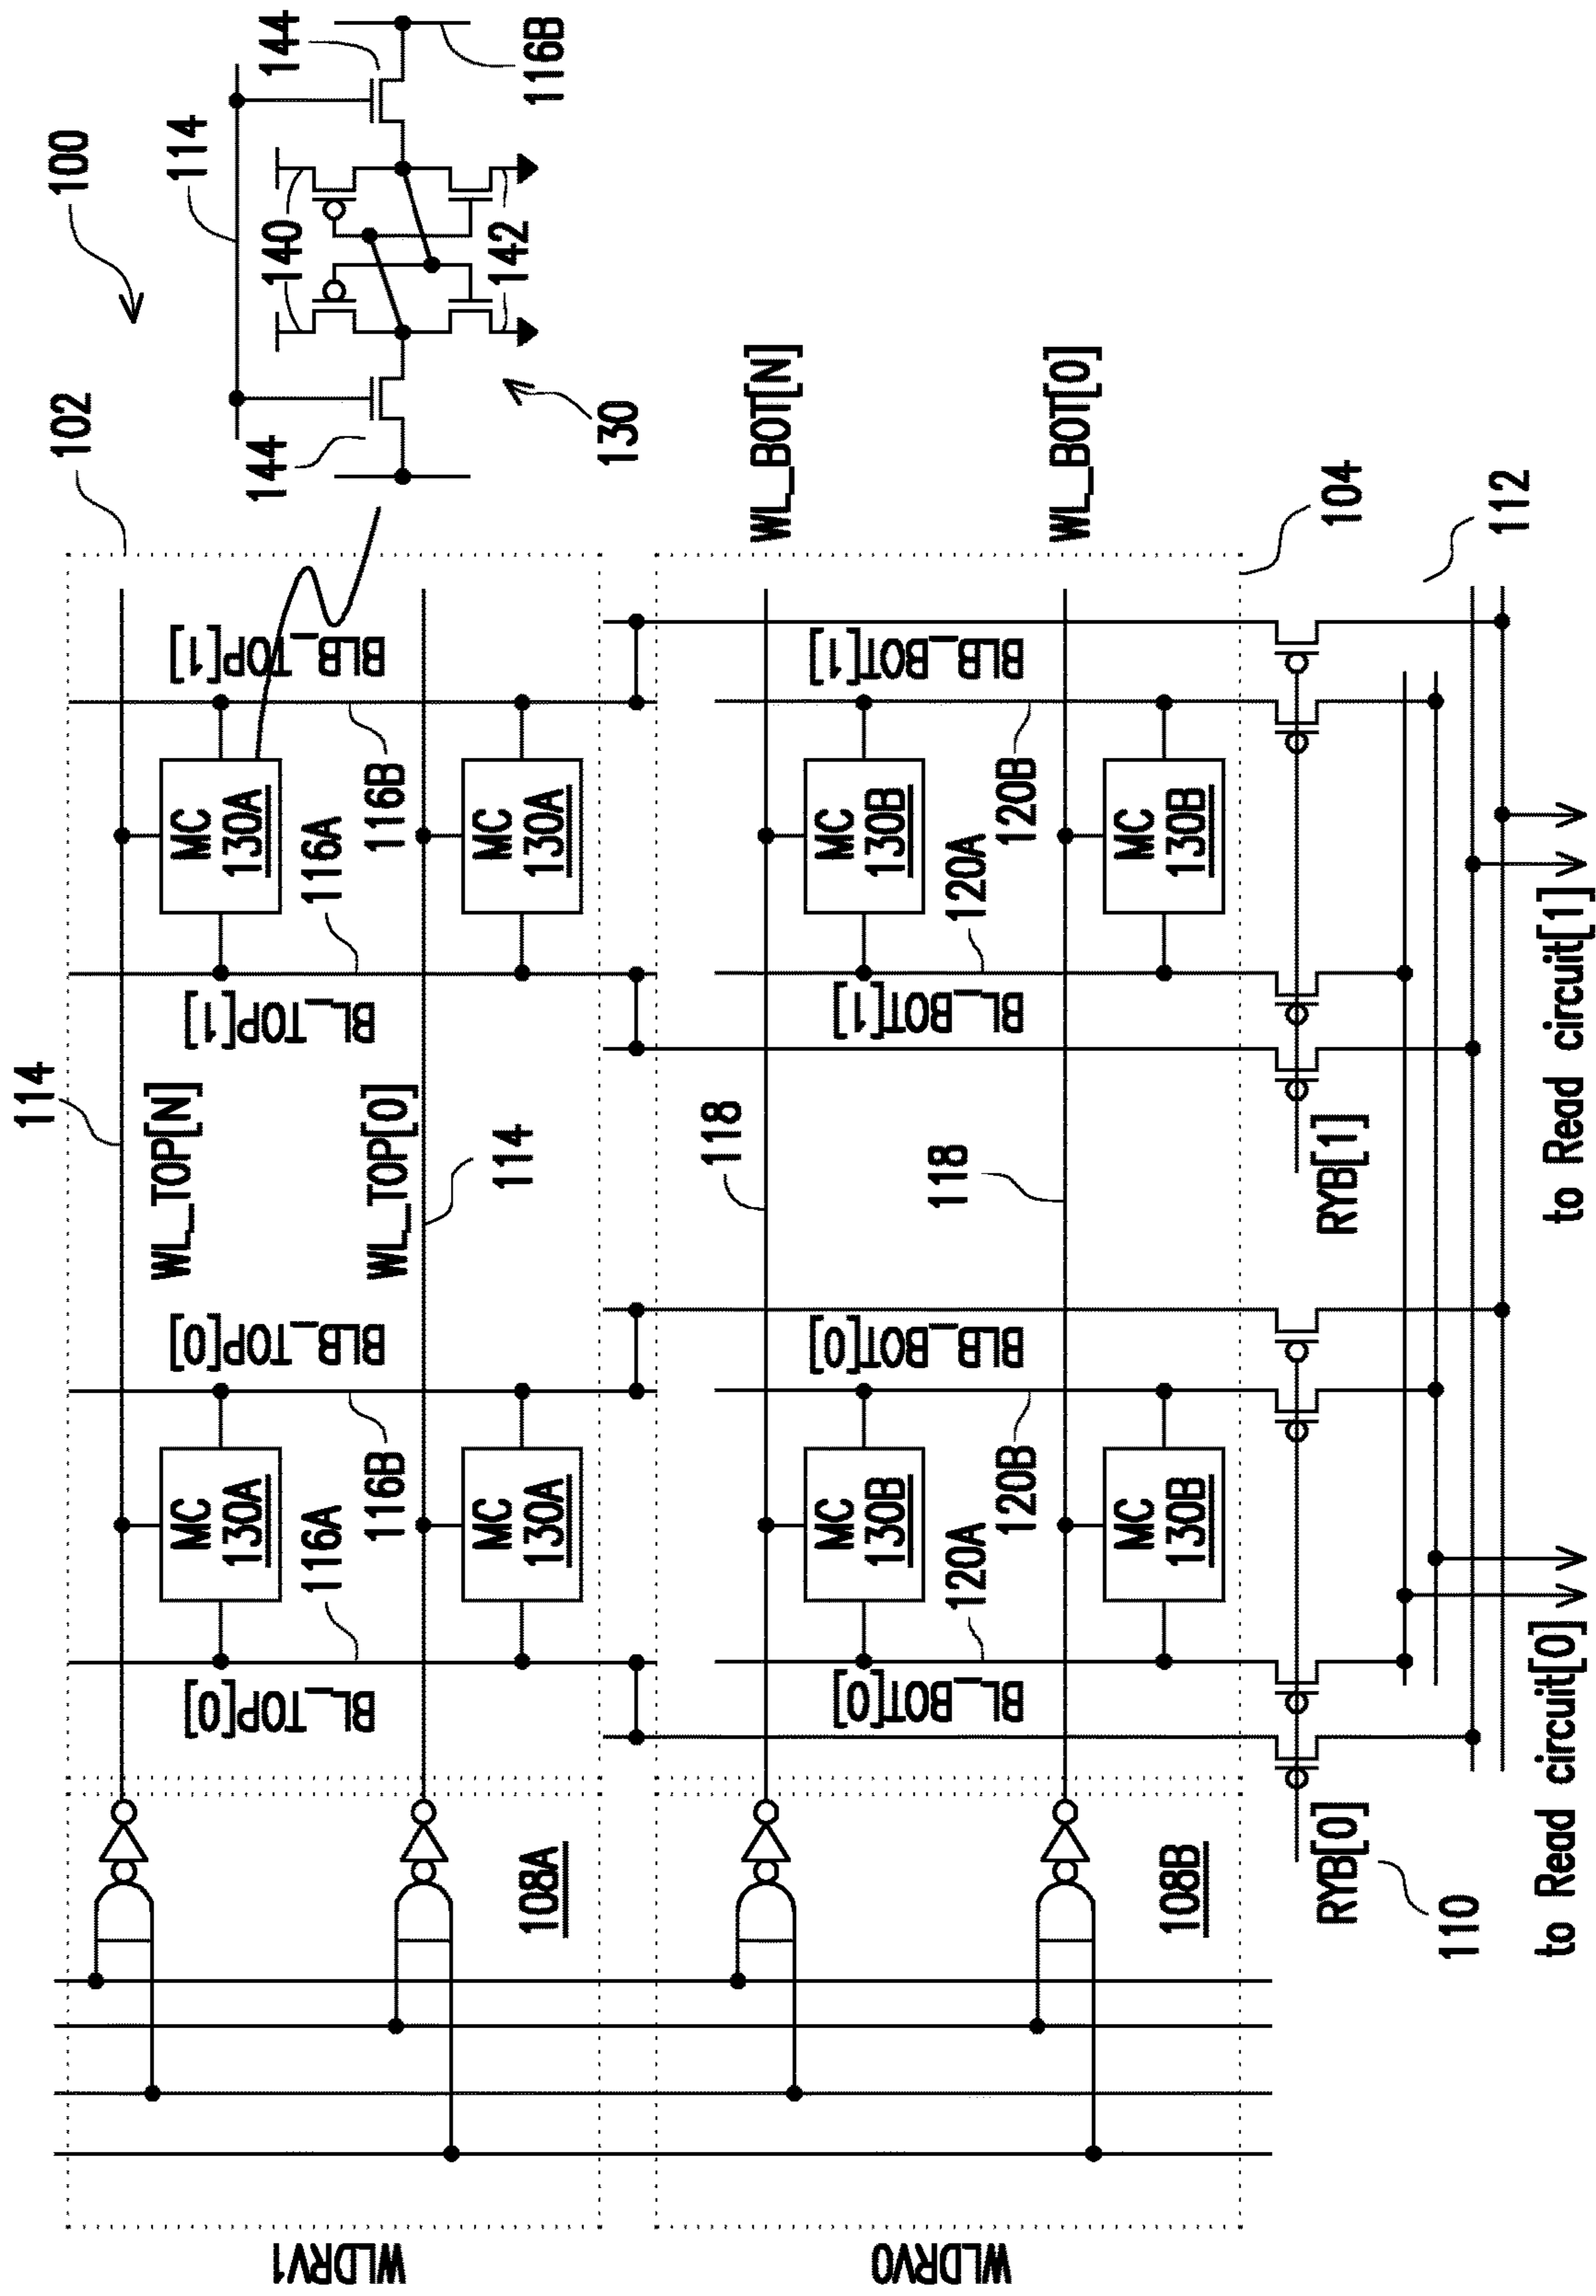 100
102
114
144
140
144
142
130
116B
114
WL_TOP[N]
WL_TOP[0]
114
BL_TOP[0]
BLB_TOP[0]
BL_TOP[1]
BLB_TOP[1]
MC
130A
MC
130A
MC
130A
MC
130A
116A
116B
116A
116B
WLDRV1
108A
118
118
WL_BOT[N]
WL_BOT[0]
BL_BOT[0]
BLB_BOT[0]
BL_BOT[1]
BLB_BOT[1]
MC
130B
MC
130B
MC
130B
MC
130B
120A
120B
120A
120B
WLDRV0
108B
104
RYB[0]
RYB[1]
110
112
to Read circuit[0]
to Read circuit[1]